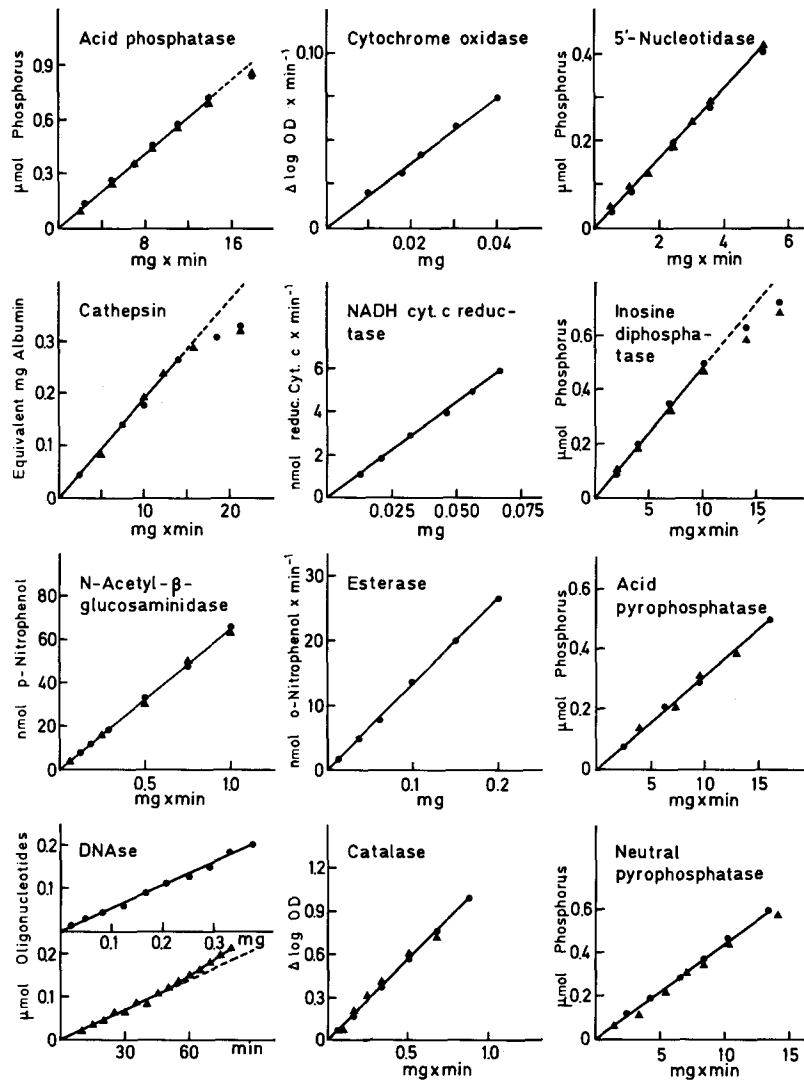 Acid phosphatase
μmol Phosphorus
0.9
0.6
0.3
0
8
16
mg x min
Cytochrome oxidase
Δ log OD x min⁻¹
0.10
0
0.02
0.04
mg
5'-Nucleotidase
μmol Phosphorus
0.4
0.2
0
2
4
6
mg x min
Cathepsin
Equivalent mg Albumin
0.3
0.2
0.1
0
10
20
mg xmin
NADH cyt. c reduc-
tase
nmol reduc. Cyt. c x min⁻¹
6
4
2
0
0.025
0.050
0.075
mg
Inosine
diphospha-
tase
μmol Phosphorus
0.6
0.4
0.2
0
5
10
15
mgxmin
N-Acetyl-β-
glucosaminidase
nmol p-Nitrophenol
80
60
40
20
0
0.5
1.0
mgxmin
Esterase
nmol o-Nitrophenol x min⁻¹
30
20
10
0
0.1
0.2
mg
Acid
pyrophosphatase
μmol Phosphorus
0.6
0.4
0.2
0
5
10
15
mgxmin
DNAse
μmol Oligonucleotides
0.2
0.1
0
0.1
0.2
0.3
mg
0.2
0.1
0
30
60
min
Catalase
Δ log OD
1.2
0.9
0.6
0.3
0
0.5
1.0
mgxmin
Neutral
pyrophosphatase
μmol Phosphorus
0.6
0.4
0.2
0
5
10
15
mgxmin